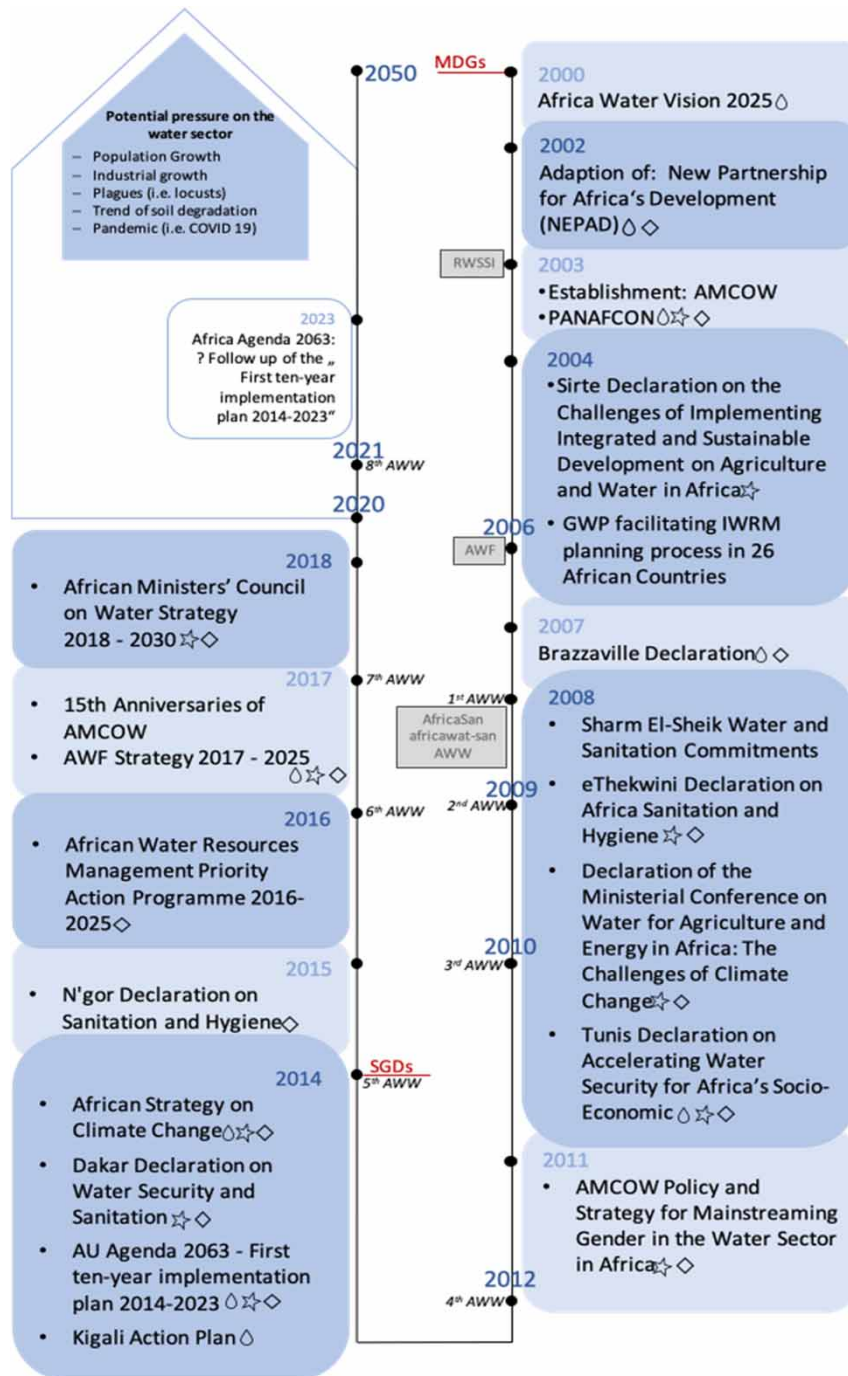 Potential pressure on the
water sector
– Population Growth
– Industrial growth
– Plagues (i.e. locusts)
– Trend of soil degradation
– Pandemic (i.e. COVID 19)
2050
2023
Africa Agenda 2063:
? Follow up of the „
First ten-year
implementation
plan 2014-2023“
2021
8th AWW
2020
2018
• African Ministers’ Council
on Water Strategy
2018 - 2030
2017
7th AWW
• 15th Anniversaries of
AMCOW
• AWF Strategy 2017 - 2025
2016
6th AWW
• African Water Resources
Management Priority
Action Programme 2016-
2025
2015
• N'gor Declaration on
Sanitation and Hygiene
SGDs
5th AWW
2014
• African Strategy on
Climate Change
• Dakar Declaration on
Water Security and
Sanitation
• AU Agenda 2063 - First
ten-year implementation
plan 2014-2023
• Kigali Action Plan
MDGs
2000
Africa Water Vision 2025
2002
Adaption of: New Partnership
for Africa‘s Development
(NEPAD)
RWSSI
2003
•Establishment: AMCOW
•PANAFCON
2004
•Sirte Declaration on the
Challenges of Implementing
Integrated and Sustainable
Development on Agriculture
and Water in Africa
• GWP facilitating IWRM
planning process in 26
African Countries
2006
AWF
2007
Brazzaville Declaration
1st AWW
AfricaSan
africawat-san
AWW
2008
• Sharm El-Sheik Water and
Sanitation Commitments
• eThekwini Declaration on
Africa Sanitation and
Hygiene
• Declaration of the
Ministerial Conference on
Water for Agriculture and
Energy in Africa: The
Challenges of Climate
Change
• Tunis Declaration on
Accelerating Water
Security for Africa’s Socio-
Economic
2009
2nd AWW
2010
3rd AWW
2011
• AMCOW Policy and
Strategy for Mainstreaming
Gender in the Water Sector
in Africa
2012
4th AWW